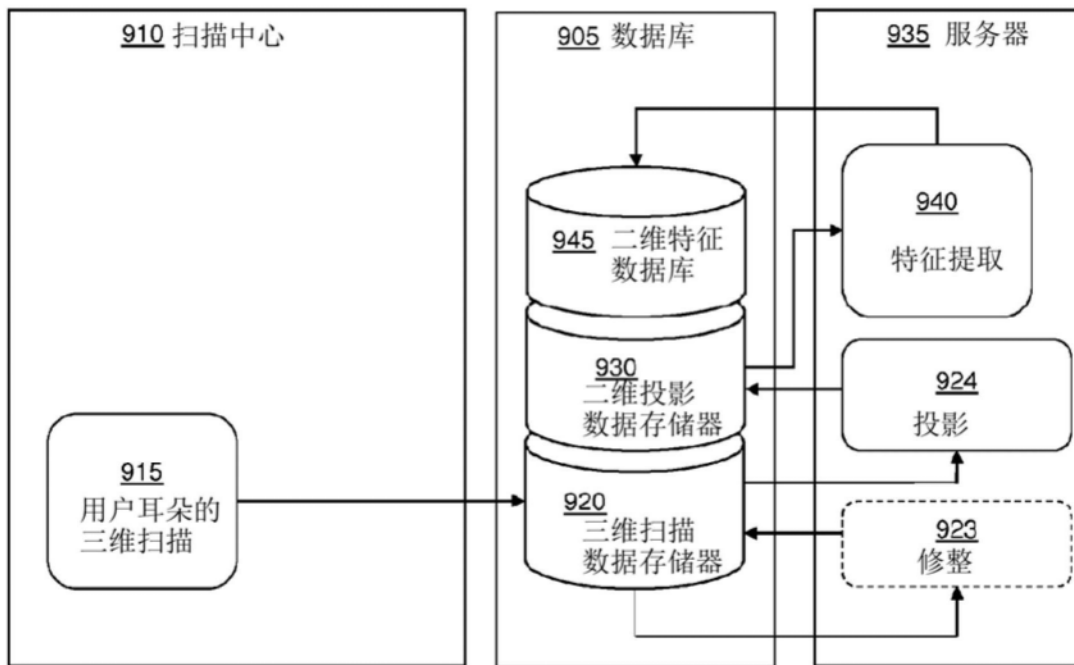 910 扫描中心
905 数据库
935 服务器
940
特征提取
945 二维特征
数据库
930
二维投影
数据存储器
924
投影
915
用户耳朵的
三维扫描
920
三维扫描
数据存储器
923
修整